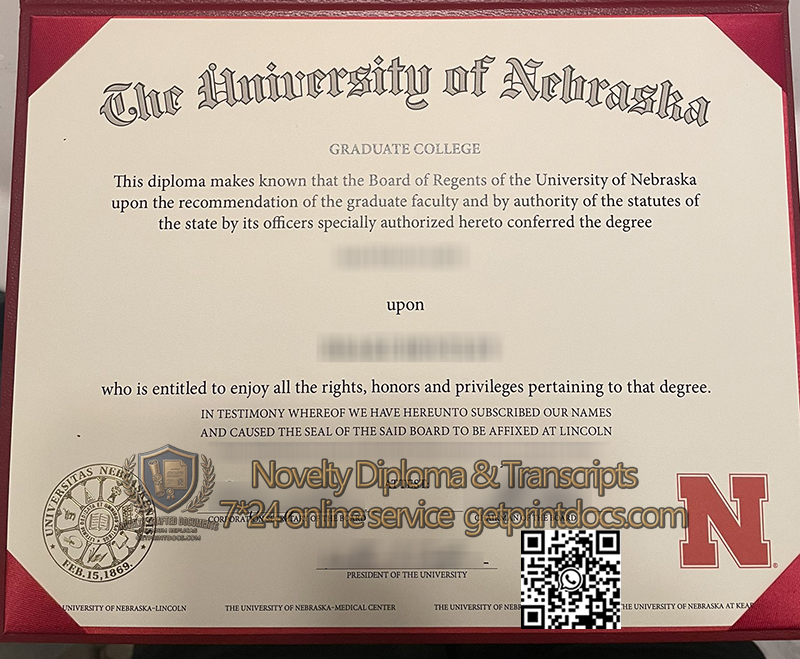 The University of Nebraska
GRADUATE COLLEGE
This diploma makes known that the Board of Regents of the University of Nebraska
upon the recommendation of the graduate faculty and by authority of the statutes of
the state by its officers specially authorized hereto conferred the degree
upon
who is entitled to enjoy all the rights, honors and privileges pertaining to that degree.
IN TESTIMONY WHEREOF WE HAVE HEREUNTO SUBSCRIBED OUR NAMES
AND CAUSED THE SEAL OF THE SAID BOARD TO BE AFFIXED AT LINCOLN
UNIVERSITAS NEBRASKENSIS
FEB. 15, 1869.
Novelty Diploma & Transcripts
7*24 online service getprintdocs.com
GETPRINTDOCS.COM
N
PRESIDENT OF THE UNIVERSITY
UNIVERSITY OF NEBRASKA–LINCOLN THE UNIVERSITY OF NEBRASKA–MEDICAL CENTER THE UNIVERSITY OF THE UNIVERSITY OF NEBRASKA AT